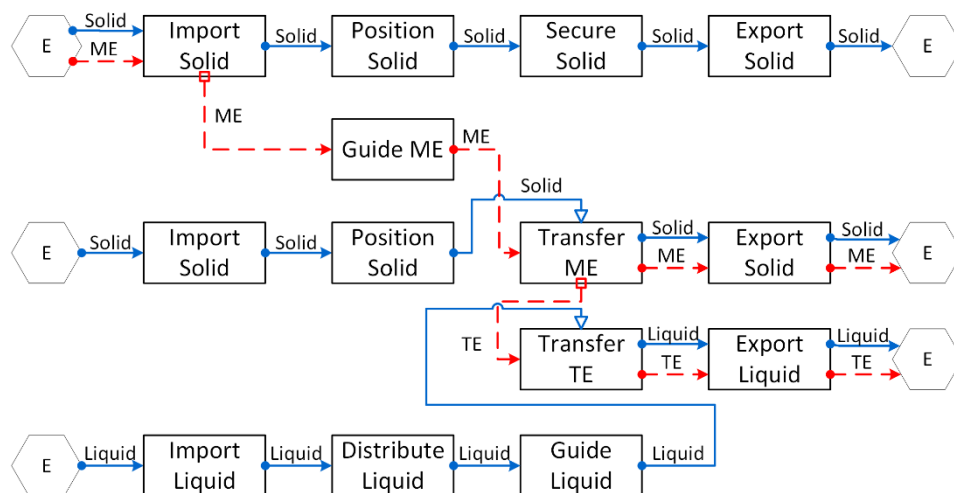 E
Solid
ME
Import
Solid
Solid
Position
Solid
Solid
Secure
Solid
Solid
Export
Solid
Solid
E
ME
Guide ME
ME
Solid
E
Solid
Import
Solid
Solid
Position
Solid
Transfer
ME
Solid
ME
Export
Solid
Solid
ME
E
TE
Transfer
TE
Liquid
TE
Export
Liquid
Liquid
TE
E
E
Liquid
Import
Liquid
Liquid
Distribute
Liquid
Liquid
Guide
Liquid
Liquid